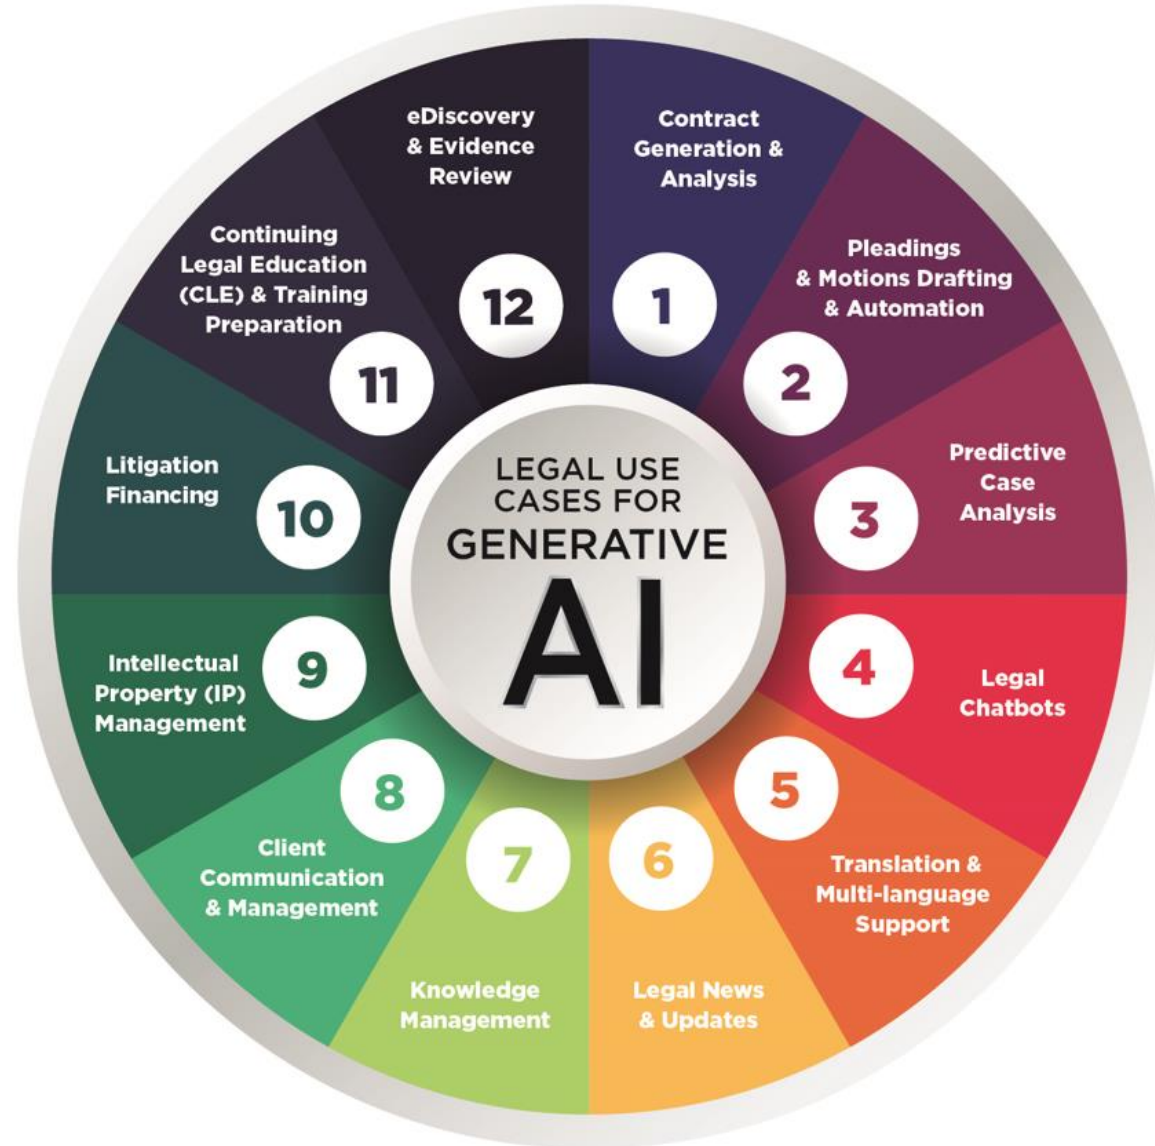 LEGAL USE
CASES FOR
GENERATIVE
AI
1
Contract
Generation &
Analysis
2
Pleadings
& Motions Drafting
& Automation
3
Predictive
Case
Analysis
4
Legal
Chatbots
5
Translation &
Multi-language
Support
6
Legal News
& Updates
7
Knowledge
Management
8
Client
Communication
& Management
9
Intellectual
Property (IP)
Management
10
Litigation
Financing
11
Continuing
Legal Education
(CLE) & Training
Preparation
12
eDiscovery
& Evidence
Review